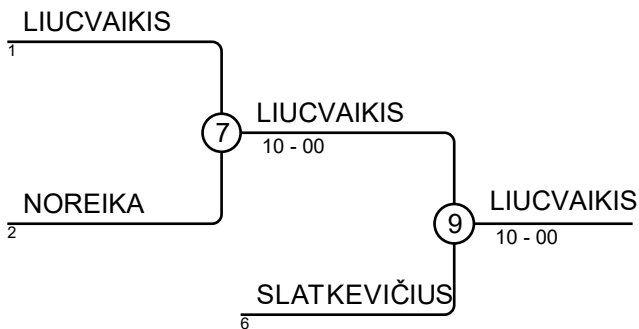 LIUCVAIKIS
1
7
LIUCVAIKIS
10 - 00
NOREIKA
2
9
LIUCVAIKIS
10 - 00
SLATKEVIČIUS
6